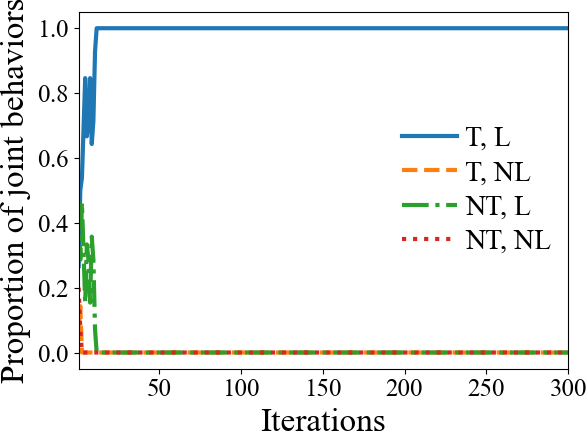 Proportion of joint behaviors
1.0
0.8
0.6
0.4
0.2
0.0
T, L
T, NL
NT, L
NT, NL
50 100 150 200 250 300
Iterations